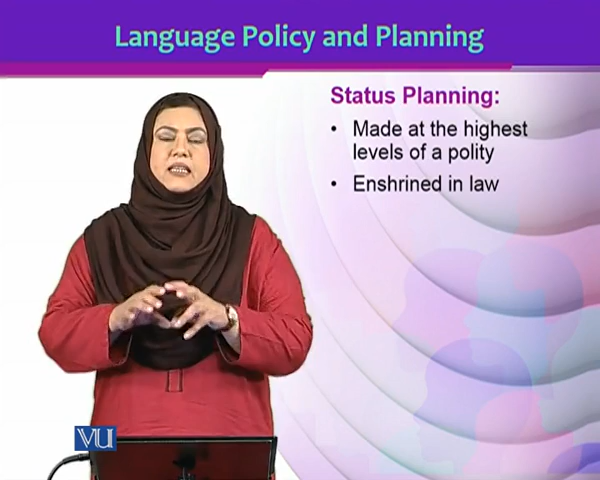 Language Policy and Planning
Status Planning:
• Made at the highest
levels of a polity
• Enshrined in law
VU